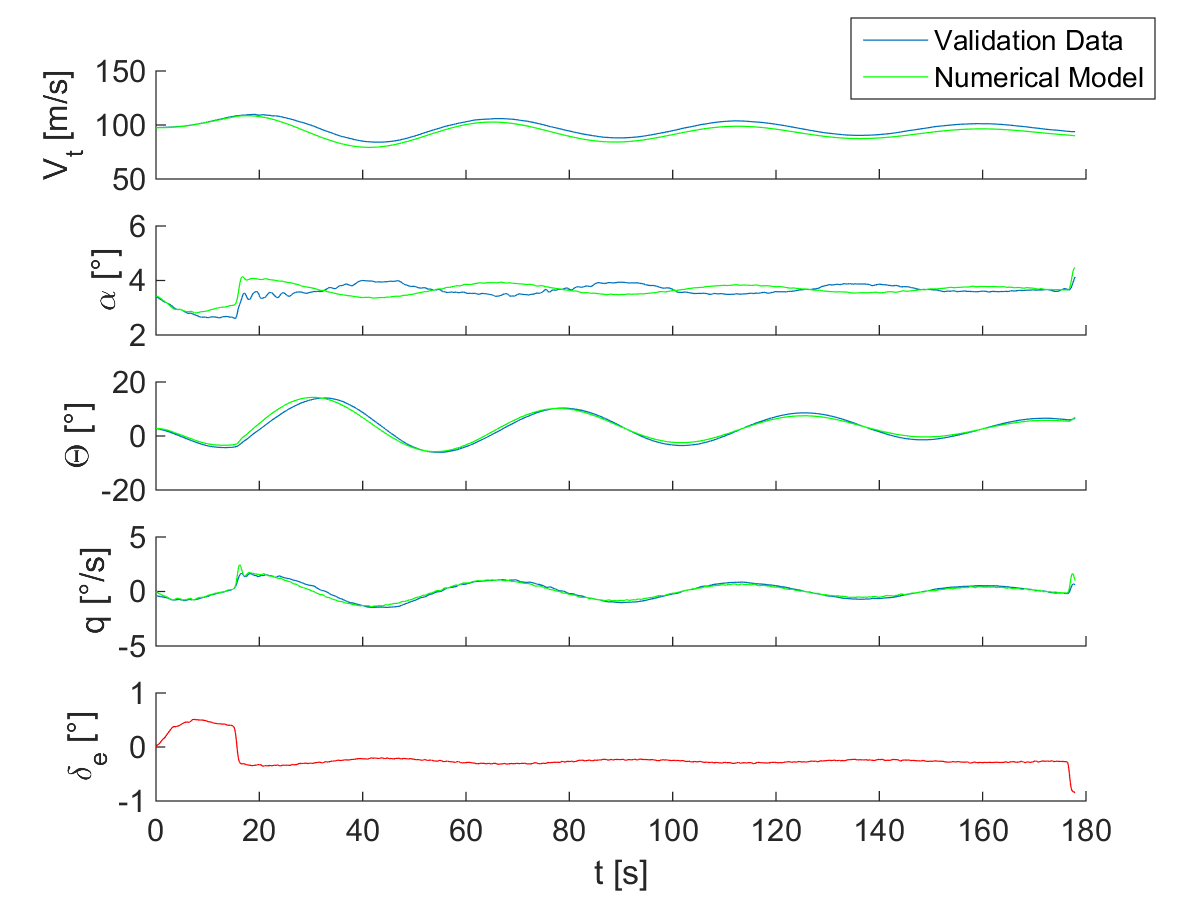 Validation Data
Numerical Model
150
100
50
V_t [m/s]
6
4
2
α [°]
20
0
-20
Θ [°]
5
0
-5
q [°/s]
1
0
-1
δ_e [°]
0 20 40 60 80 100 120 140 160 180
t [s]